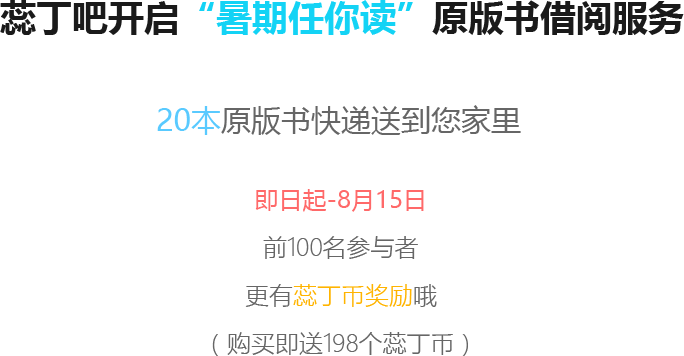 蕊丁吧开启“暑期任你读”原版书借阅服务
20本原版书快递送到您家里
即日起-8月15日
前100名参与者
更有蕊丁币奖励哦
（购买即送198个蕊丁币）